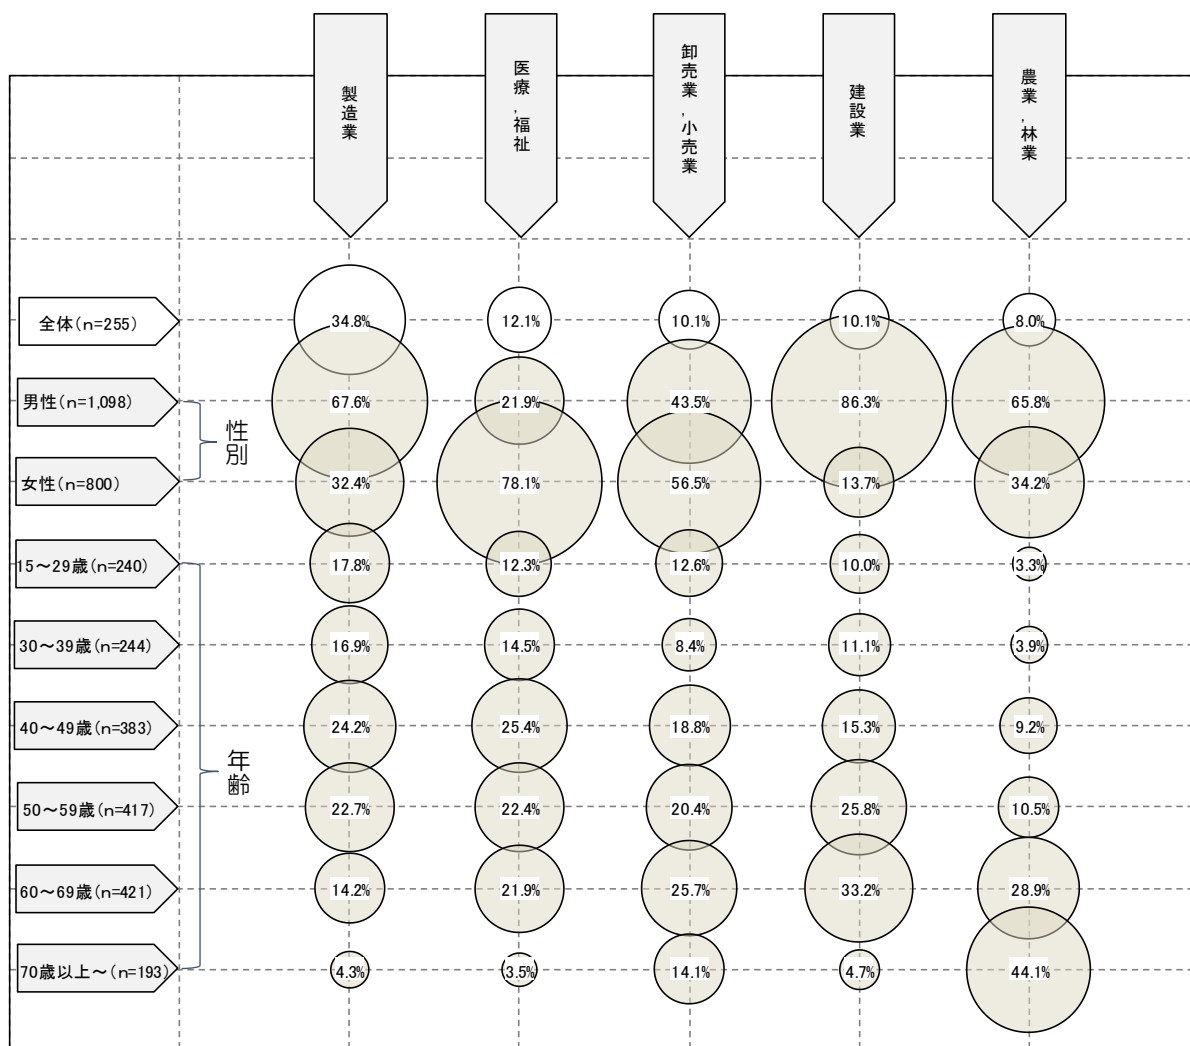 製造業
医療,福祉
卸売業,小売業
建設業
農業,林業
全体(n=255)
34.8%
12.1%
10.1%
10.1%
8.0%
男性(n=1,098)
67.6%
21.9%
43.5%
86.3%
65.8%
性別
女性(n=800)
32.4%
78.1%
56.5%
13.7%
34.2%
15～29歳(n=240)
17.8%
12.3%
12.6%
10.0%
3.3%
30～39歳(n=244)
16.9%
14.5%
8.4%
11.1%
3.9%
40～49歳(n=383)
24.2%
25.4%
18.8%
15.3%
9.2%
年齢
50～59歳(n=417)
22.7%
22.4%
20.4%
25.8%
10.5%
60～69歳(n=421)
14.2%
21.9%
25.7%
33.2%
28.9%
70歳以上～(n=193)
4.3%
3.5%
14.1%
4.7%
44.1%